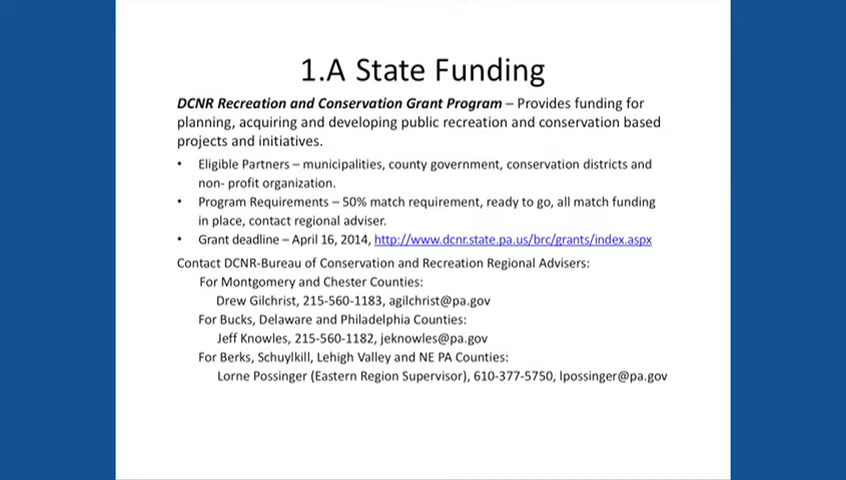 1.A State Funding
DCNR Recreation and Conservation Grant Program – Provides funding for
planning, acquiring and developing public recreation and conservation based
projects and initiatives.
• Eligible Partners – municipalities, county government, conservation districts and
non- profit organization.
• Program Requirements – 50% match requirement, ready to go, all match funding
in place, contact regional adviser.
• Grant deadline – April 16, 2014, http://www.dcnr.state.pa.us/brc/grants/index.aspx
Contact DCNR-Bureau of Conservation and Recreation Regional Advisers:
For Montgomery and Chester Counties:
Drew Gilchrist, 215-560-1183, agilchrist@pa.gov
For Bucks, Delaware and Philadelphia Counties:
Jeff Knowles, 215-560-1182, jeknowles@pa.gov
For Berks, Schuylkill, Lehigh Valley and NE PA Counties:
Lorne Possinger (Eastern Region Supervisor), 610-377-5750, lpossinger@pa.gov